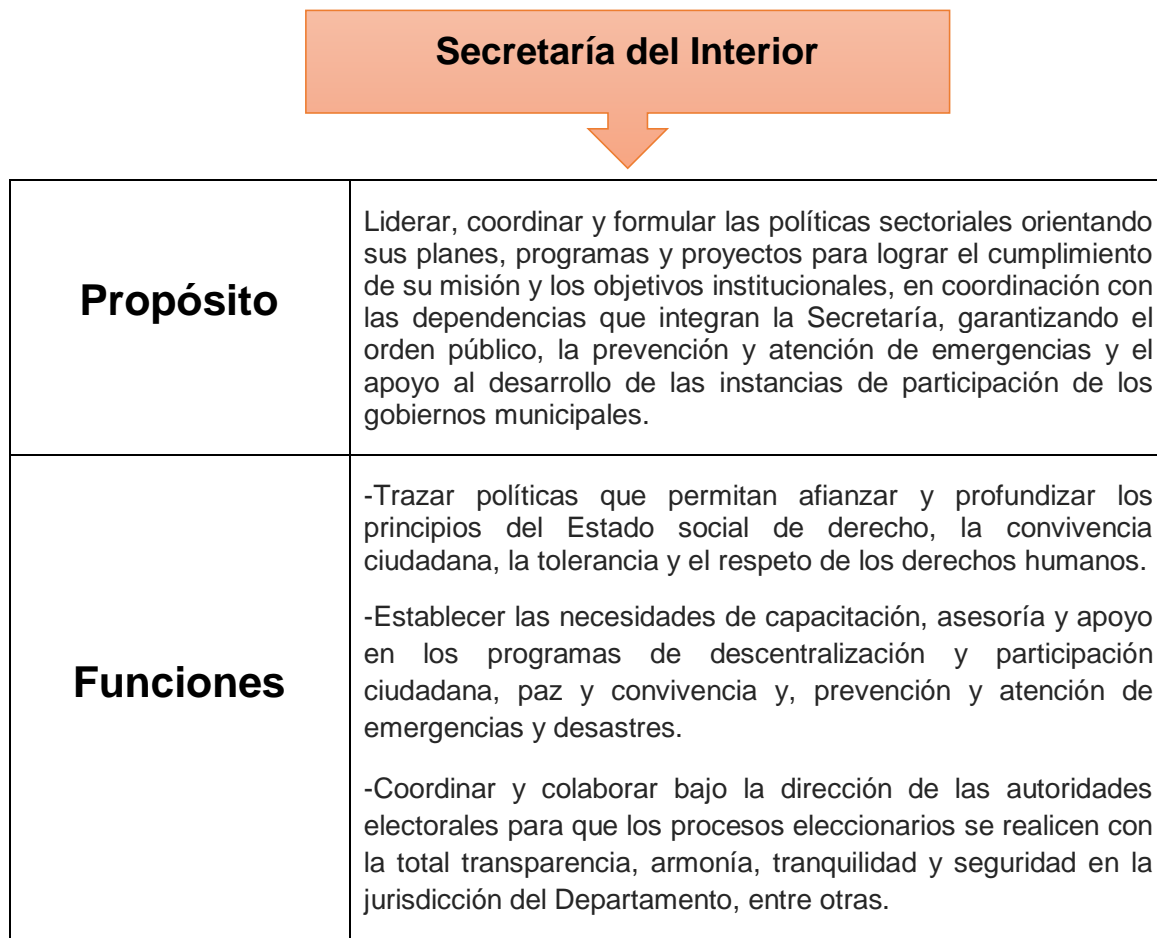 Secretaría del Interior
Propósito
Liderar, coordinar y formular las políticas sectoriales orientando
sus planes, programas y proyectos para lograr el cumplimiento
de su misión y los objetivos institucionales, en coordinación con
las dependencias que integran la Secretaría, garantizando el
orden público, la prevención y atención de emergencias y el
apoyo al desarrollo de las instancias de participación de los
gobiernos municipales.
Funciones
-Trazar políticas que permitan afianzar y profundizar los
principios del Estado social de derecho, la convivencia
ciudadana, la tolerancia y el respeto de los derechos humanos.
-Establecer las necesidades de capacitación, asesoría y apoyo
en los programas de descentralización y participación
ciudadana, paz y convivencia y, prevención y atención de
emergencias y desastres.
-Coordinar y colaborar bajo la dirección de las autoridades
electorales para que los procesos eleccionarios se realicen con
la total transparencia, armonía, tranquilidad y seguridad en la
jurisdicción del Departamento, entre otras.